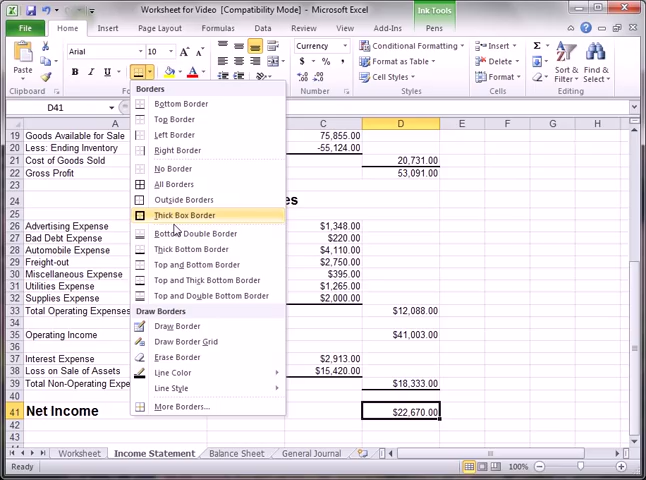 Worksheet for Video [Compatibility Mode] - Microsoft Excel
Ink Tools
File Home Insert Page Layout Formulas Data Review View Add-Ins Pens
Arial 10 A A Currency Conditional Formatting Insert Σ
Paste B I U A $ % , Format as Table Delete Sort & Filter Find & Select
Cell Styles Format
Clipboard Alignment Number Styles Cells Editing
D41
A C D E F G H
19 Goods Available for Sale 75,855.00
20 Less: Ending Inventory -55,124.00
21 Cost of Goods Sold 20,731.00
22 Gross Profit 53,091.00
23
24 es
25
26 Advertising Expense $1,348.00
27 Bad Debt Expense $220.00
28 Automobile Expense $4,110.00
29 Freight-out $2,750.00
30 Miscellaneous Expense $395.00
31 Utilities Expense $1,265.00
32 Supplies Expense $2,000.00
33 Total Operating Expenses $12,088.00
35 Operating Income $41,003.00
37 Interest Expense $2,913.00
38 Loss on Sale of Assets $15,420.00
39 Total Non-Operating Expe $18,333.00
40
41 Net Income $22,670.00
42
43
Borders
Bottom Border
Top Border
Left Border
Right Border
No Border
All Borders
Outside Borders
Thick Box Border
Bottom Double Border
Thick Bottom Border
Top and Bottom Border
Top and Thick Bottom Border
Top and Double Bottom Border
Draw Borders
Draw Border
Draw Border Grid
Erase Border
Line Color
Line Style
More Borders...
Worksheet Income Statement Balance Sheet General Journal
Ready 100%